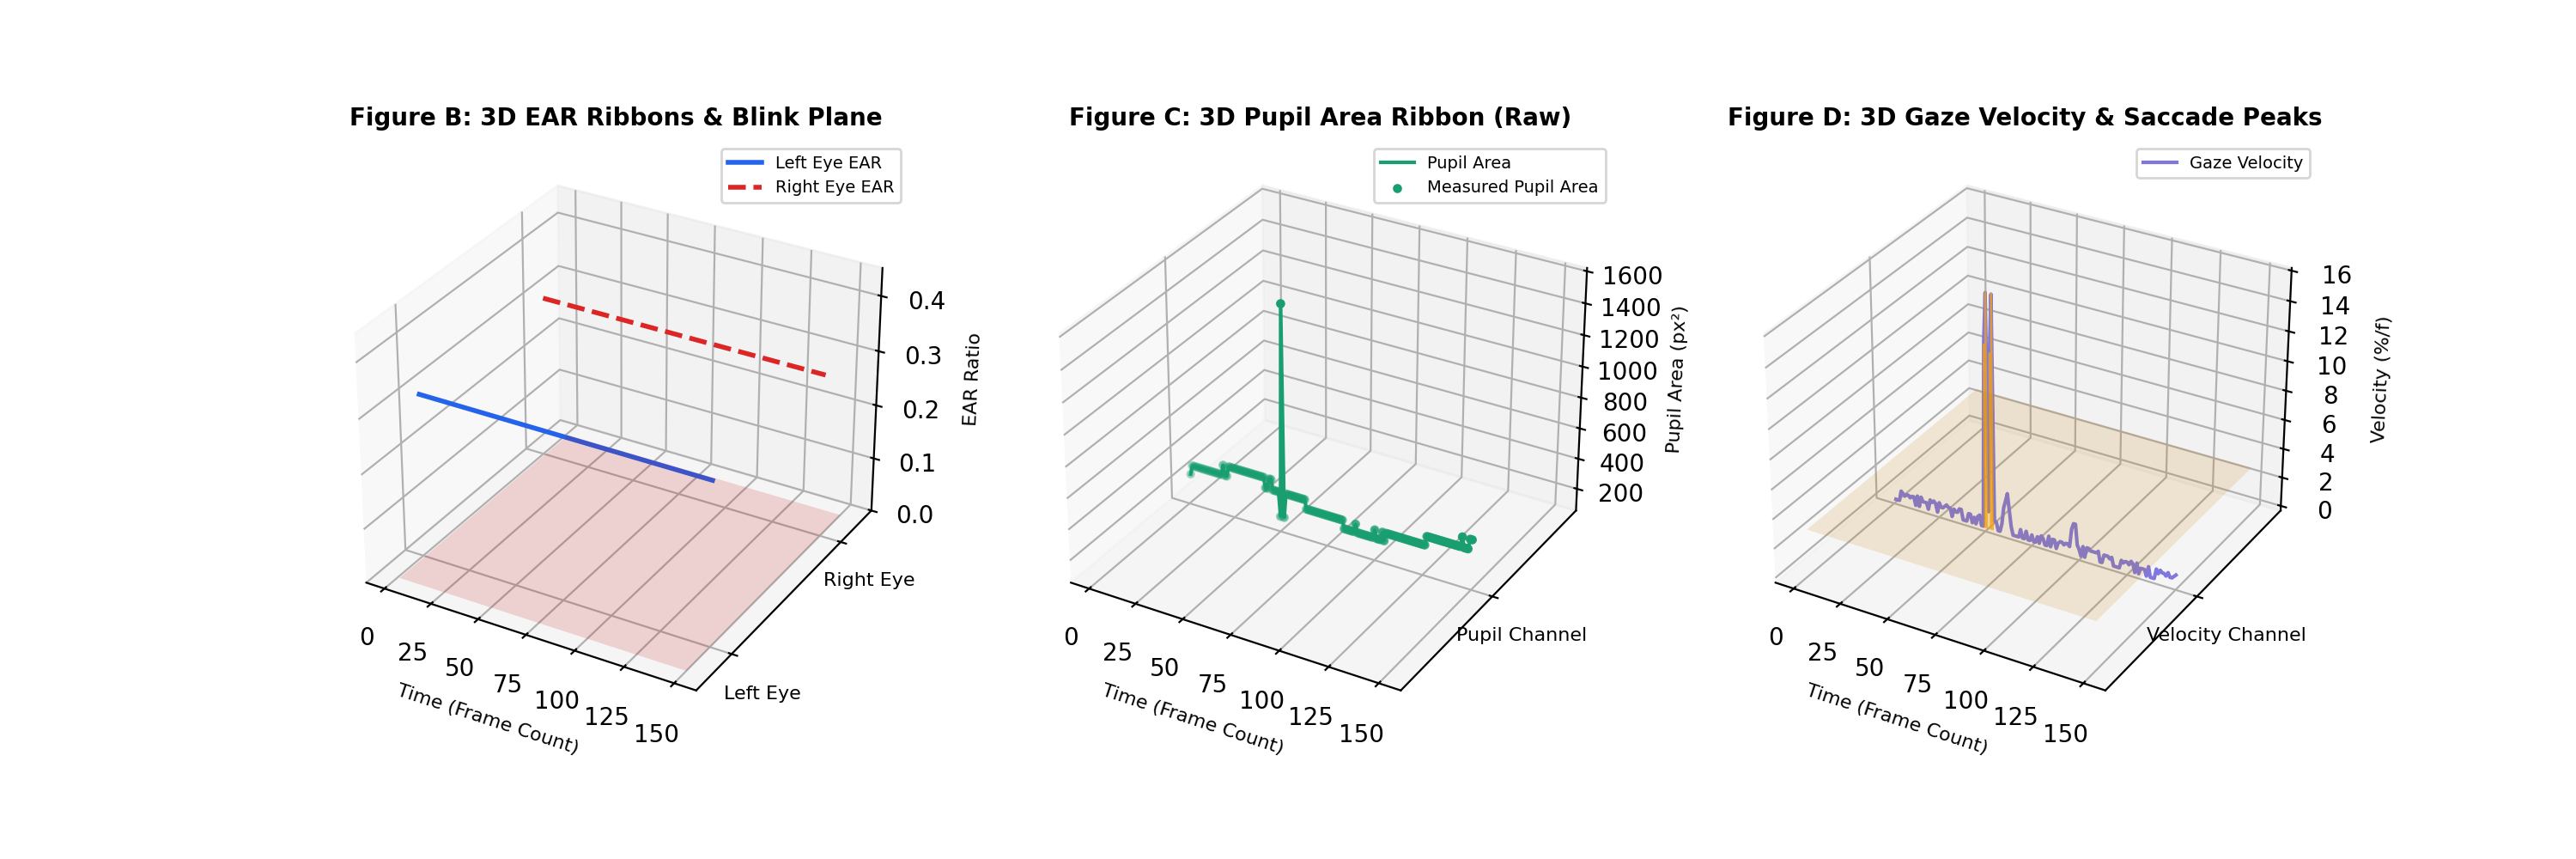 Figure B: 3D EAR Ribbons & Blink Plane
Left Eye EAR
Right Eye EAR
0.4
0.3
0.2
0.1
0.0
EAR Ratio
Right Eye
Left Eye
0
25
50
75
100
125
150
Time (Frame Count)
Figure C: 3D Pupil Area Ribbon (Raw)
Pupil Area
Measured Pupil Area
1600
1400
1200
1000
800
600
400
200
Pupil Area (px²)
Pupil Channel
0
25
50
75
100
125
150
Time (Frame Count)
Figure D: 3D Gaze Velocity & Saccade Peaks
Gaze Velocity
16
14
12
10
8
6
4
2
0
Velocity (%/f)
Velocity Channel
0
25
50
75
100
125
150
Time (Frame Count)